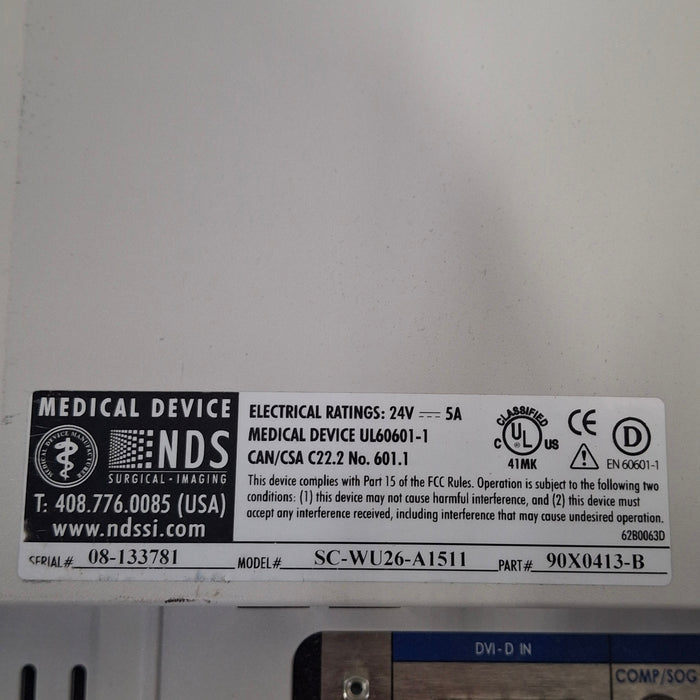 MEDICAL DEVICE
MEDICAL DEVICE MANUFACTURER
NDS
SURGICAL - IMAGING
T: 408.776.0085 (USA)
www.ndssi.com
ELECTRICAL RATINGS: 24V ⎓ 5A
MEDICAL DEVICE UL60601-1
CAN/CSA C22.2 No. 601.1
This device complies with Part 15 of the FCC Rules. Operation is subject to the following two
conditions: (1) this device may not cause harmful interference, and (2) this device must
accept any interference received, including interference that may cause undesired operation.
CLASSIFIED
C UL US
41MK
CE
D
EN 60601-1
62B0063D
SERIAL# 08-133781 MODEL# SC-WU26-A1511 PART# 90X0413-B
DVI-D IN
COMP/SOG